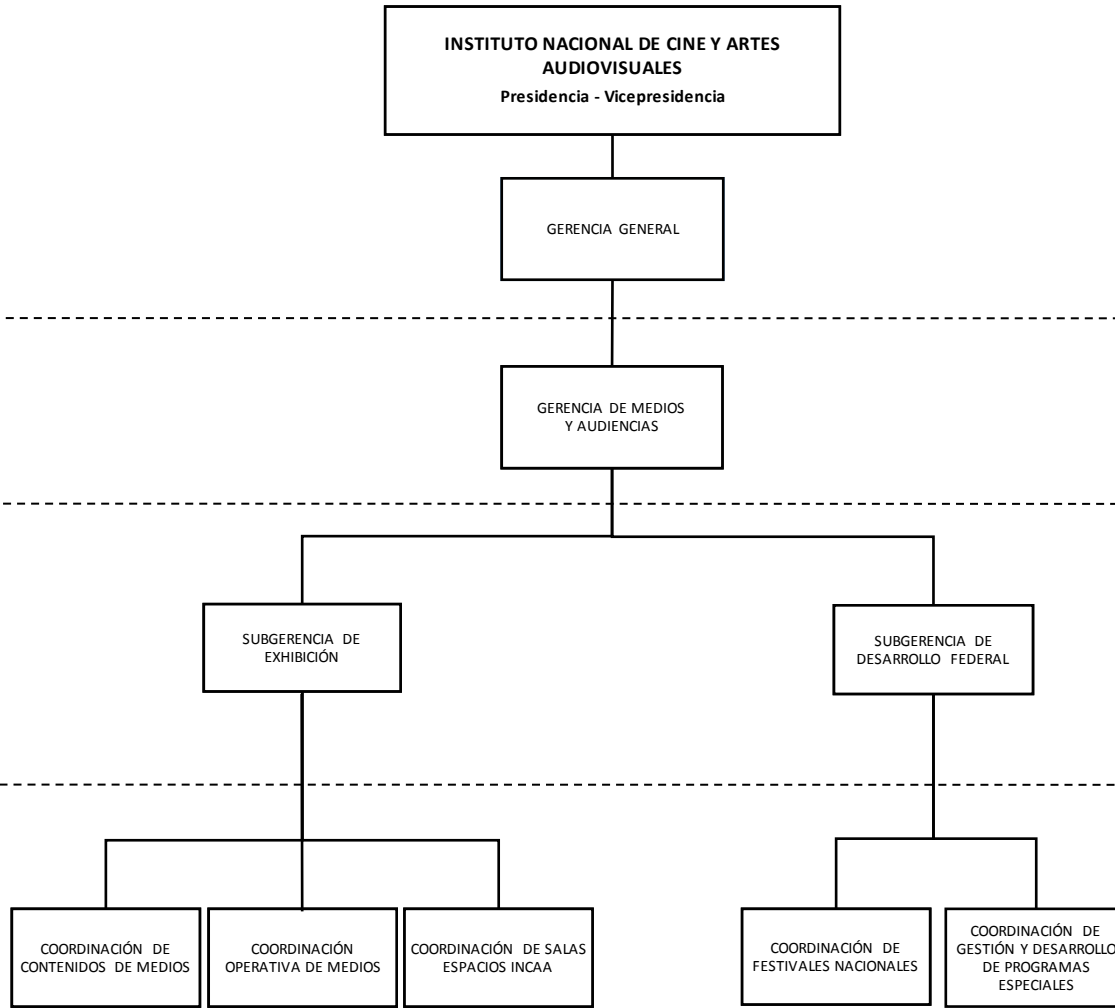 INSTITUTO NACIONAL DE CINE Y ARTES
AUDIOVISUALES
Presidencia - Vicepresidencia
GERENCIA GENERAL
GERENCIA DE MEDIOS
Y AUDIENCIAS
SUBGERENCIA DE
EXHIBICIÓN
SUBGERENCIA DE
DESARROLLO FEDERAL
COORDINACIÓN DE
CONTENIDOS DE MEDIOS
COORDINACIÓN
OPERATIVA DE MEDIOS
COORDINACIÓN DE SALAS
ESPACIOS INCAA
COORDINACIÓN DE
FESTIVALES NACIONALES
COORDINACIÓN DE
GESTIÓN Y DESARROLLO
DE PROGRAMAS
ESPECIALES